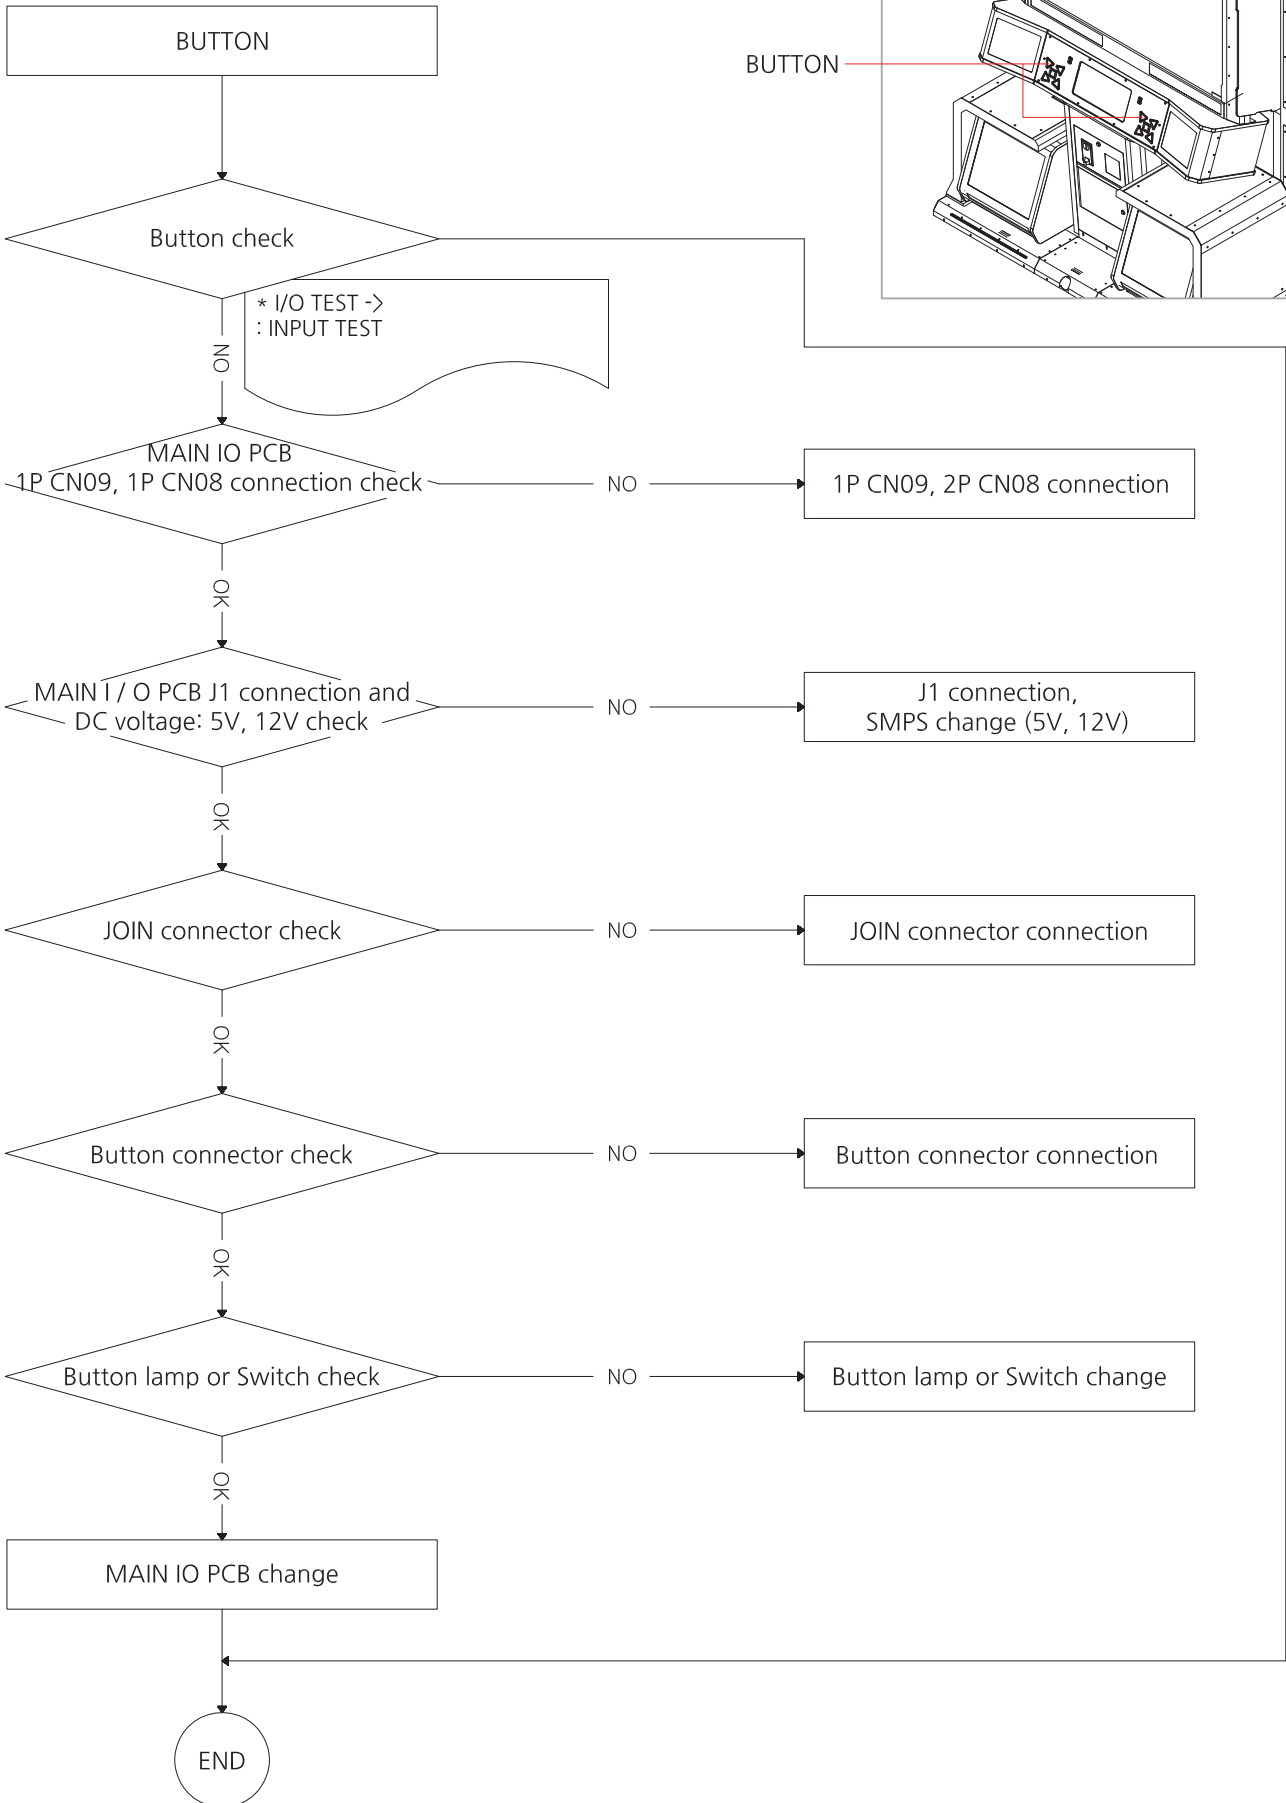 BUTTON
BUTTON
Button check
* I/O TEST ->
: INPUT TEST
NO
MAIN IO PCB
1P CN09, 1P CN08 connection check
NO
1P CN09, 2P CN08 connection
OK
MAIN I / O PCB J1 connection and
DC voltage: 5V, 12V check
NO
J1 connection,
SMPS change (5V, 12V)
OK
JOIN connector check
NO
JOIN connector connection
OK
Button connector check
NO
Button connector connection
OK
Button lamp or Switch check
NO
Button lamp or Switch change
OK
MAIN IO PCB change
END